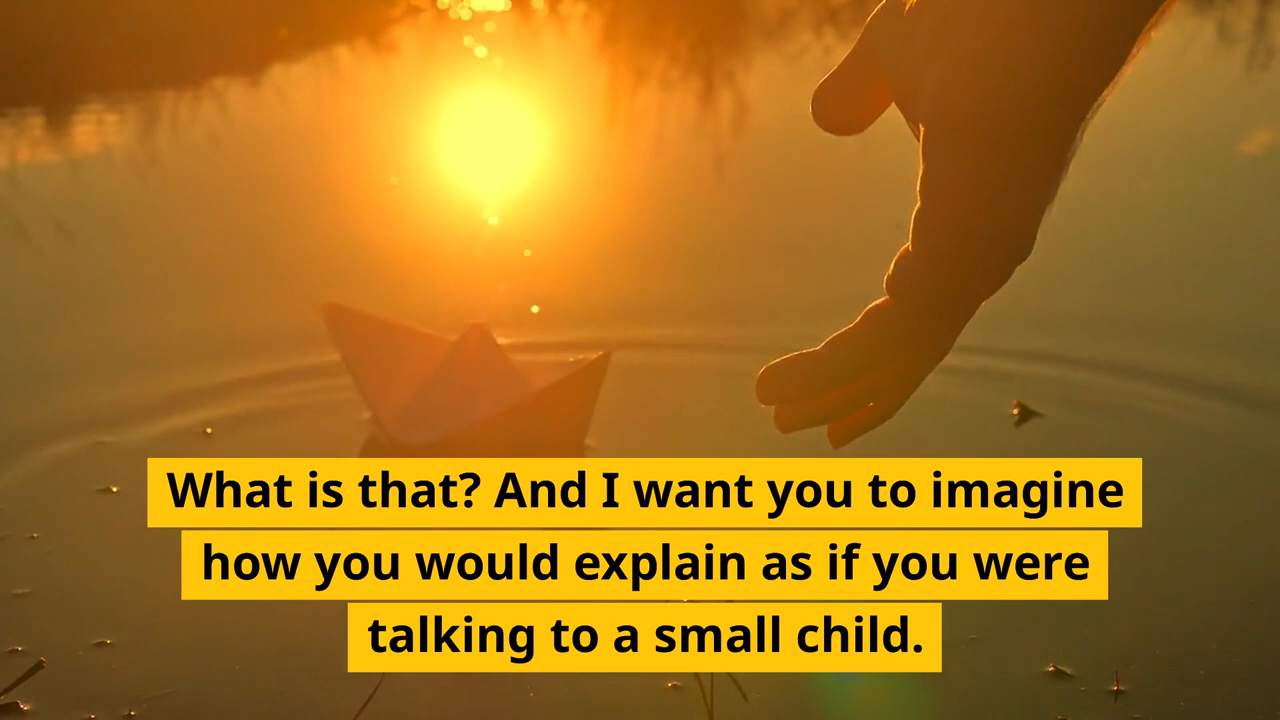 What is that? And I want you to imagine
how you would explain as if you were
talking to a small child.